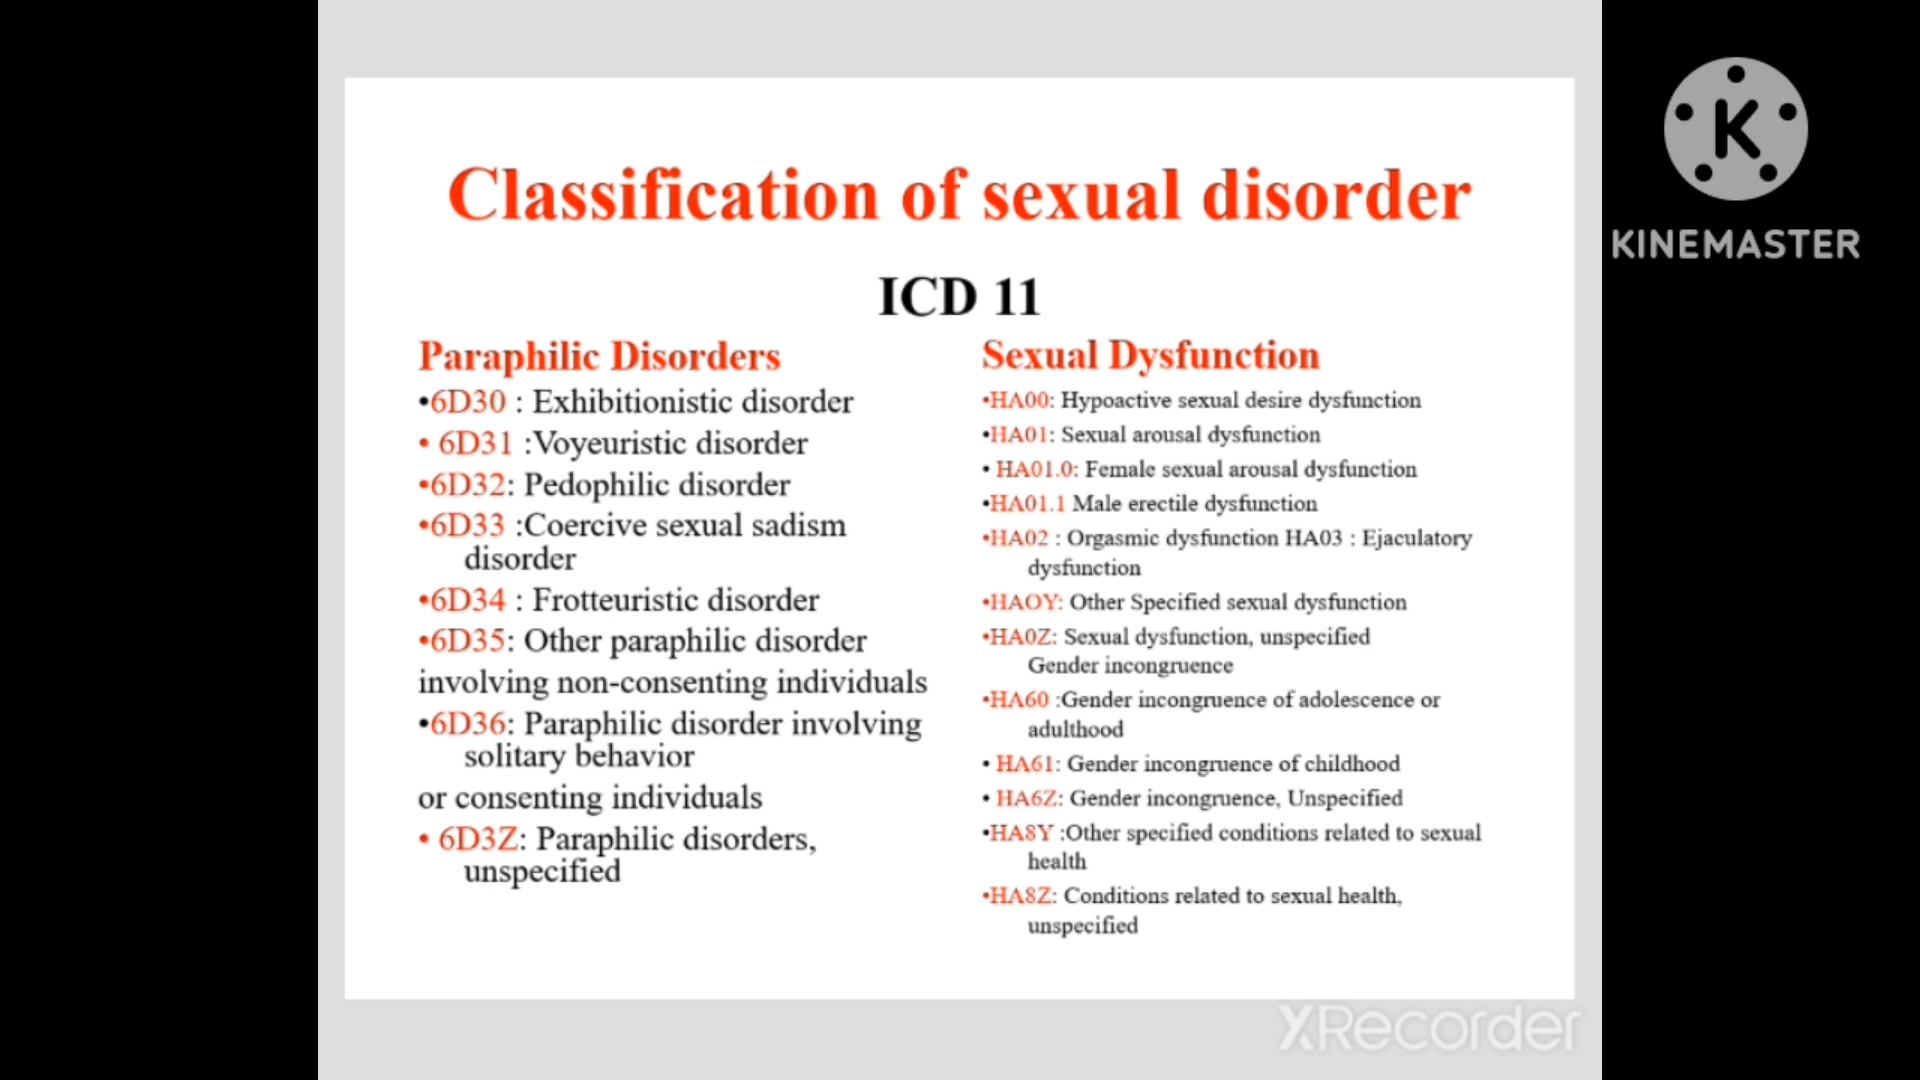 Classification of sexual disorder
ICD 11
Paraphilic Disorders
•6D30 : Exhibitionistic disorder
• 6D31 :Voyeuristic disorder
•6D32: Pedophilic disorder
•6D33 :Coercive sexual sadism
disorder
•6D34 : Frotteuristic disorder
•6D35: Other paraphilic disorder
involving non-consenting individuals
•6D36: Paraphilic disorder involving
solitary behavior
or consenting individuals
• 6D3Z: Paraphilic disorders,
unspecified
Sexual Dysfunction
•HA00: Hypoactive sexual desire dysfunction
•HA01: Sexual arousal dysfunction
• HA01.0: Female sexual arousal dysfunction
•HA01.1 Male erectile dysfunction
•HA02 : Orgasmic dysfunction HA03 : Ejaculatory
dysfunction
•HAOY: Other Specified sexual dysfunction
•HA0Z: Sexual dysfunction, unspecified
Gender incongruence
•HA60 :Gender incongruence of adolescence or
adulthood
• HA61: Gender incongruence of childhood
• HA6Z: Gender incongruence, Unspecified
•HA8Y :Other specified conditions related to sexual
health
•HA8Z: Conditions related to sexual health,
unspecified
K
KINEMASTER
XRecorder